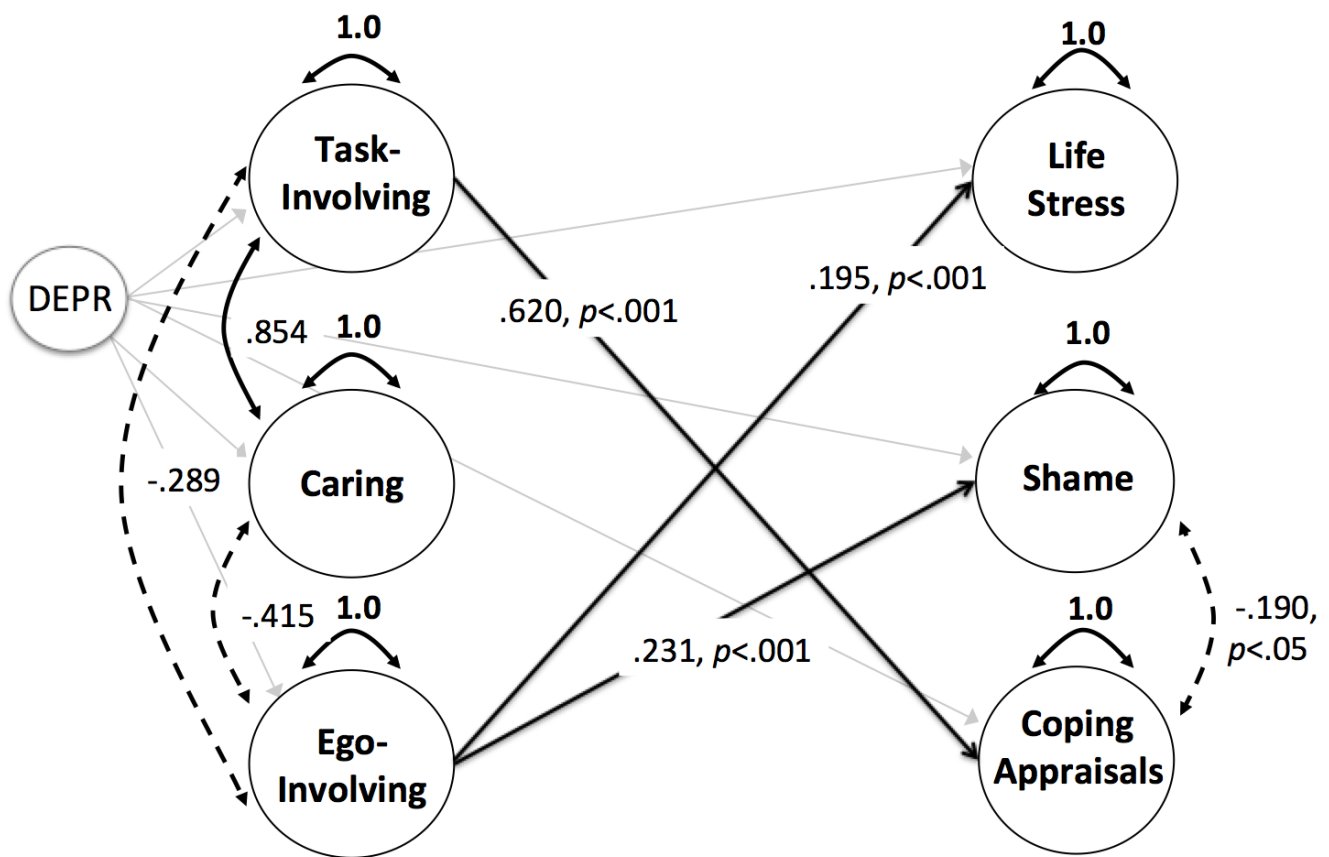 1.0
1.0
Task-
Involving
Life
Stress
DEPR
.195, p<.001
.620, p<.001
.854
1.0
1.0
Caring
Shame
-.289
-.415
1.0
1.0
-.190,
p<.05
.231, p<.001
Ego-
Involving
Coping
Appraisals